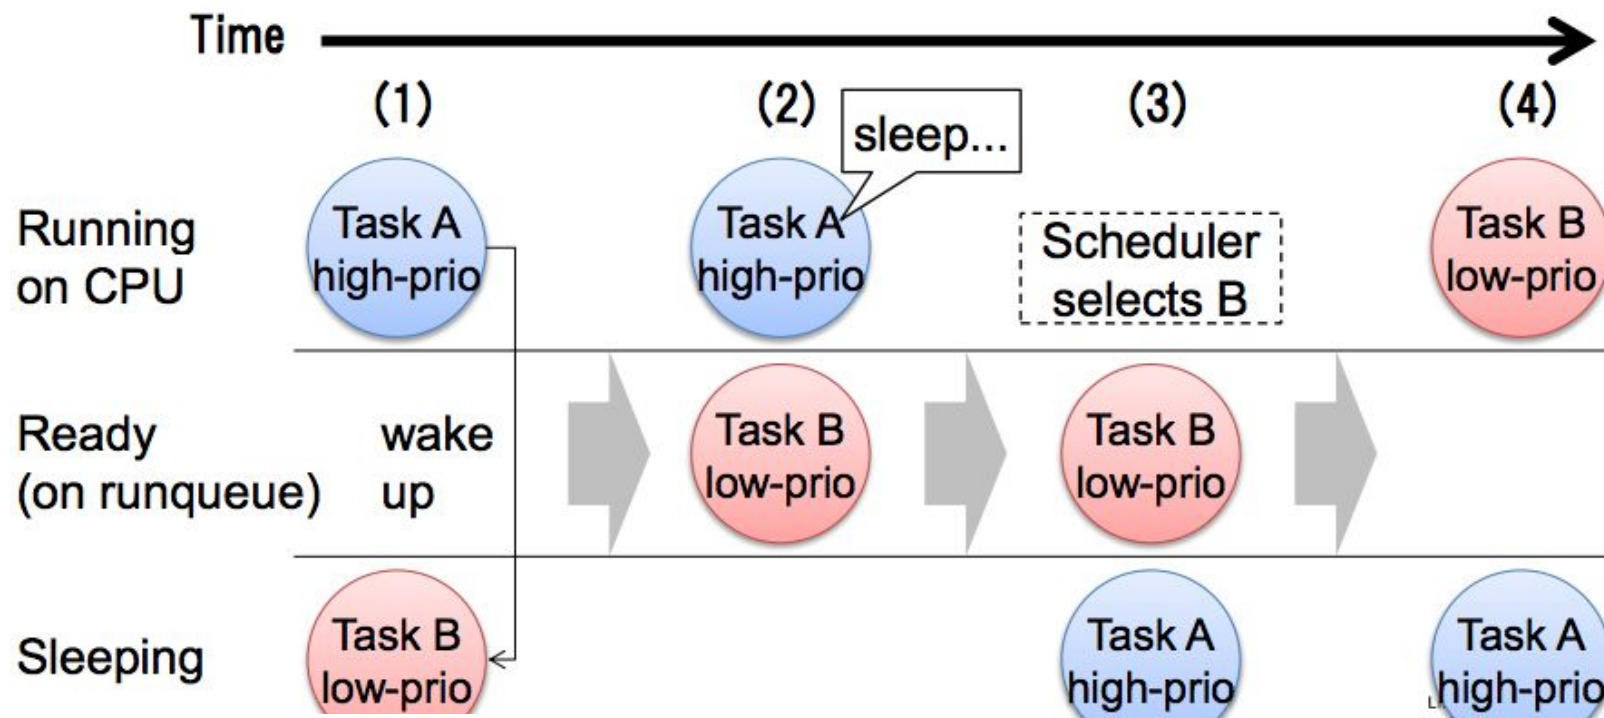 Time
(1)
(2)
(3)
(4)
sleep...
Running
on CPU
Task A
high-prio
Task A
high-prio
Scheduler
selects B
Task B
low-prio
Ready
(on runqueue)
wake
up
Task B
low-prio
Task B
low-prio
Sleeping
Task B
low-prio
Task A
high-prio
Task A
high-prio